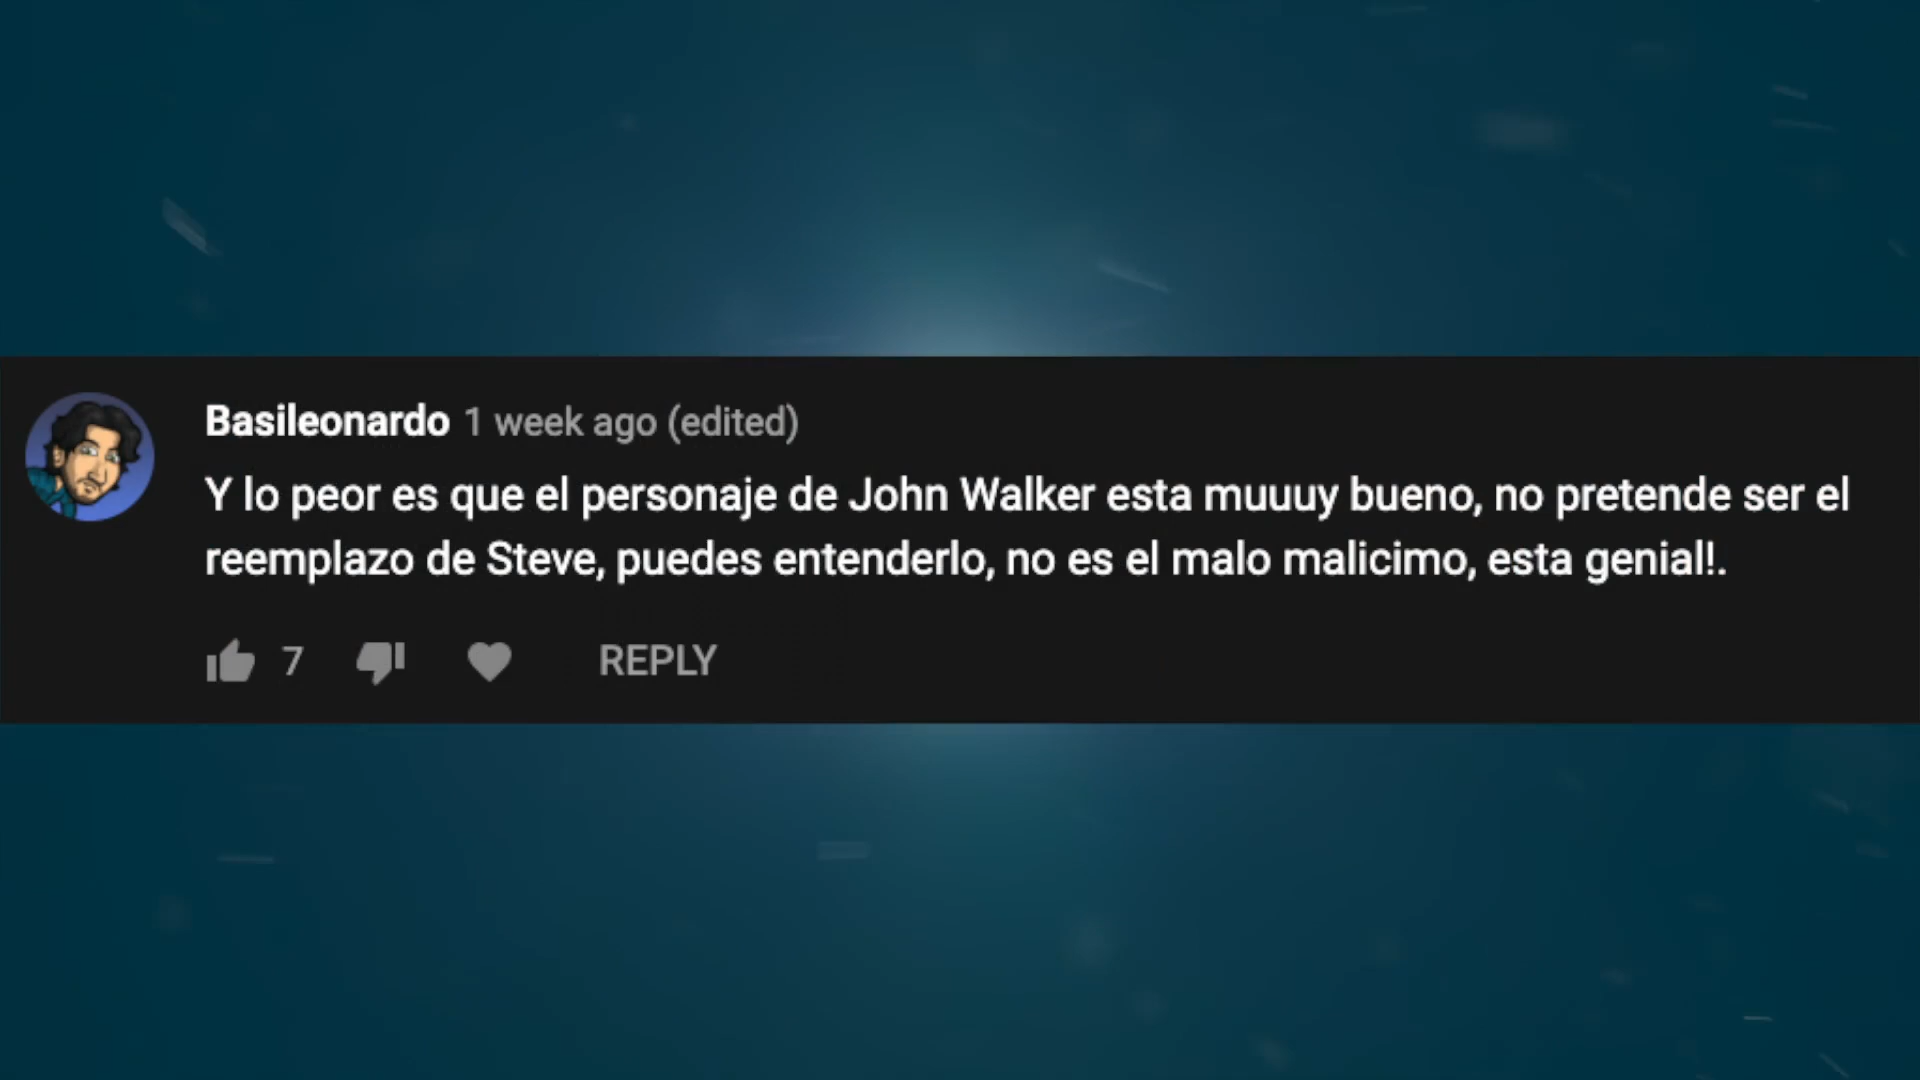 Basileonardo 1 week ago (edited)
Y lo peor es que el personaje de John Walker esta muuuy bueno, no pretende ser el
reemplazo de Steve, puedes entenderlo, no es el malo malicimo, esta genial!.
7 REPLY